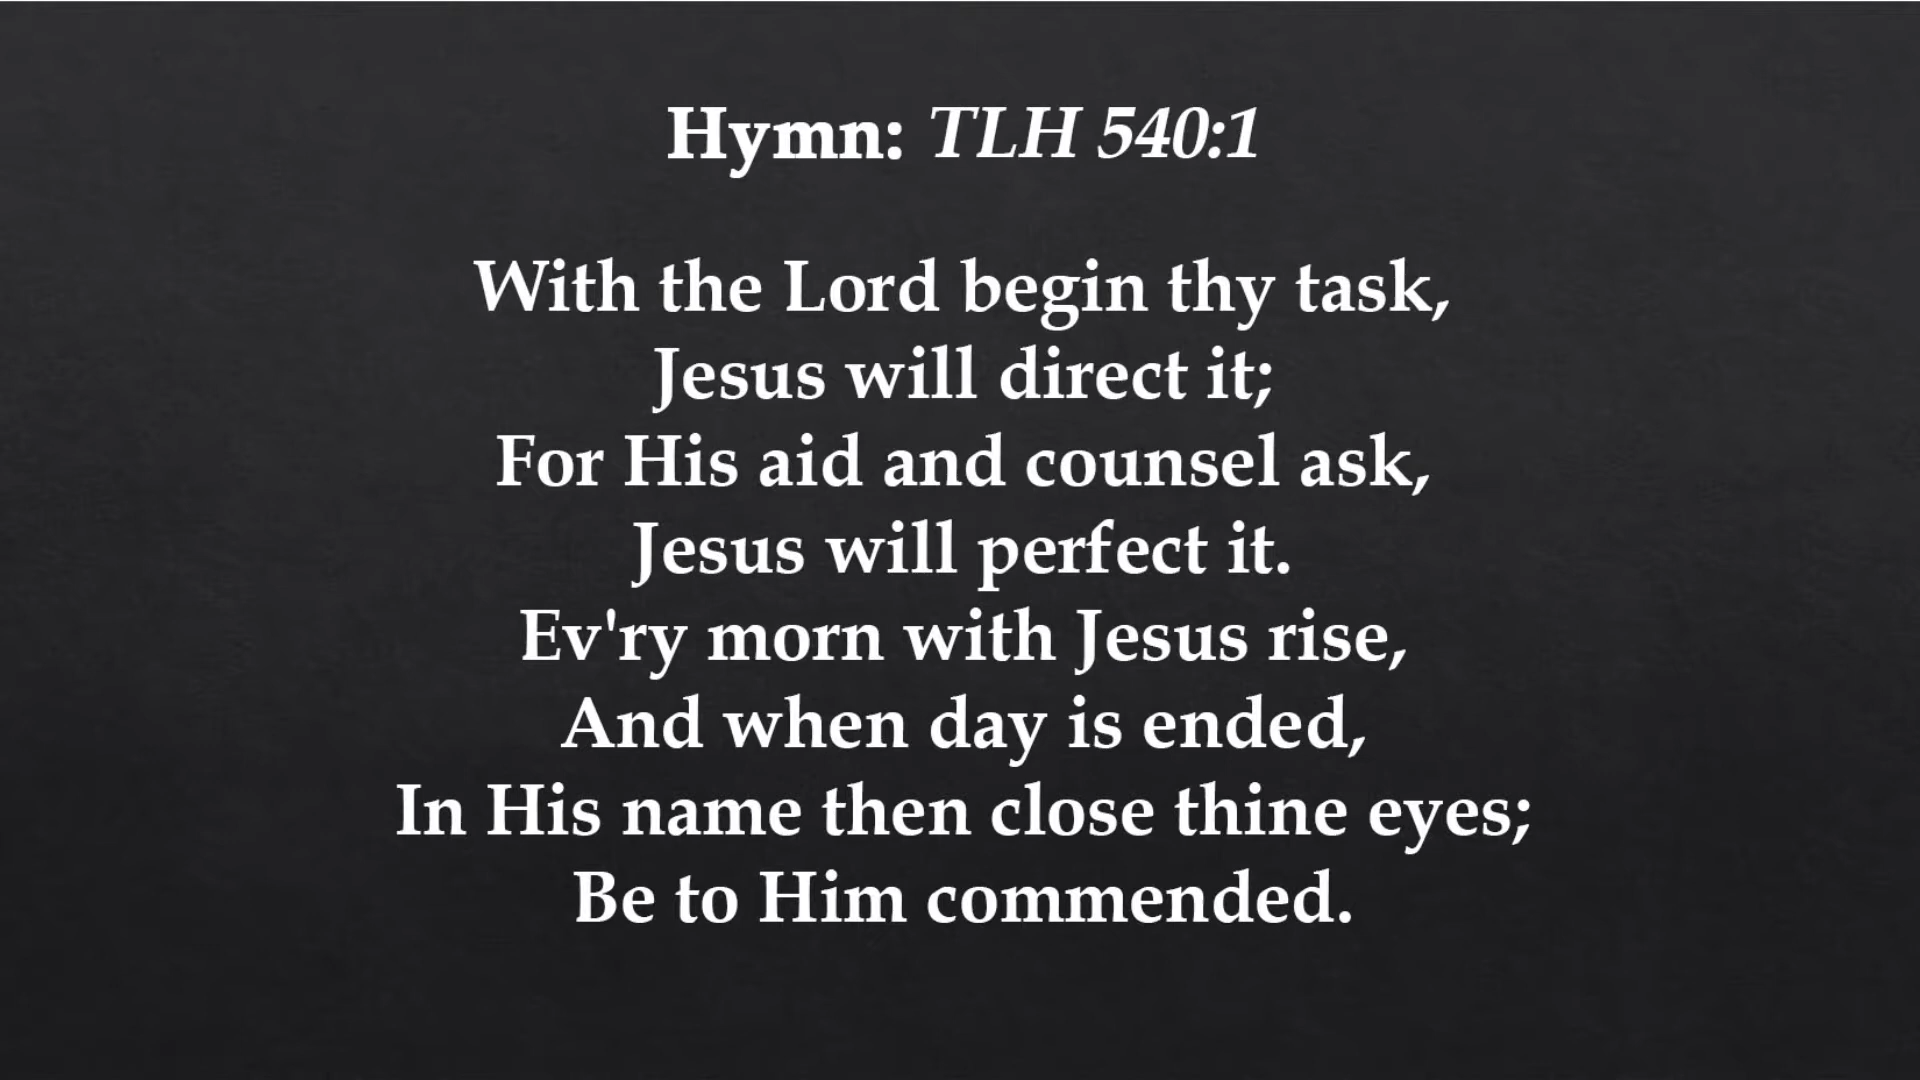 Hymn: TLH 540:1
With the Lord begin thy task,
Jesus will direct it;
For His aid and counsel ask,
Jesus will perfect it.
Ev'ry morn with Jesus rise,
And when day is ended,
In His name then close thine eyes;
Be to Him commended.